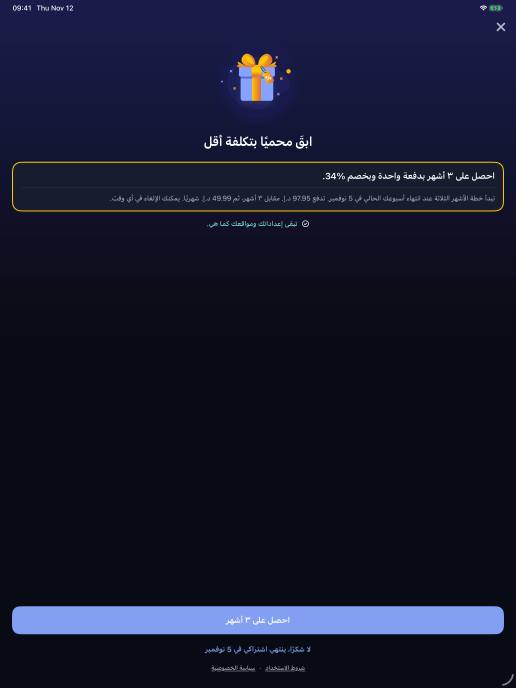 09:41 Thu Nov 12
ابقَ محميًا بتكلفة أقل
احصل على ٣ أشهر بدفعة واحدة وبخصم 34%.
تبدأ خطة الأشهر الثلاثة عند انتهاء أسبوعك الحالي في 5 نوفمبر. تدفع 97.95 د.إ. مقابل ٣ أشهر، ثم 49.99 د.إ. شهريًا. يمكنك الإلغاء في أي وقت.
تبقى إعداداتك ومواقعك كما هي.
احصل على ٣ أشهر
لا شكرًا، ينتهي اشتراكي في 5 نوفمبر
شروط الاستخدام · سياسة الخصوصية